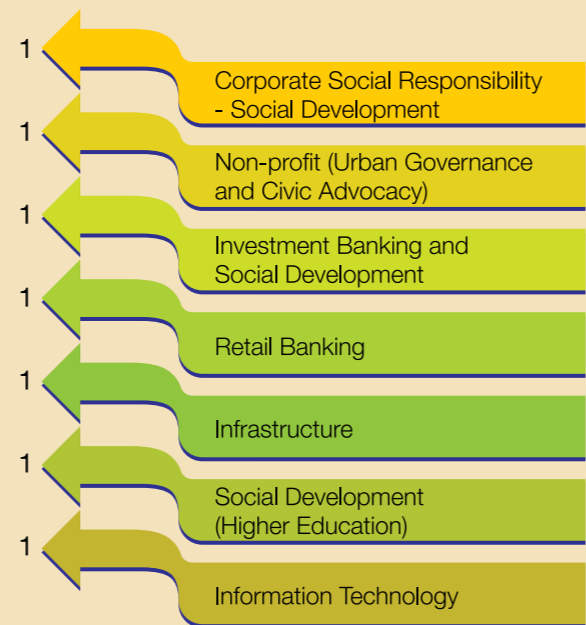 1
Corporate Social Responsibility
- Social Development
1
Non-profit (Urban Governance
and Civic Advocacy)
1
Investment Banking and
Social Development
1
Retail Banking
1
Infrastructure
1
Social Development
(Higher Education)
1
Information Technology